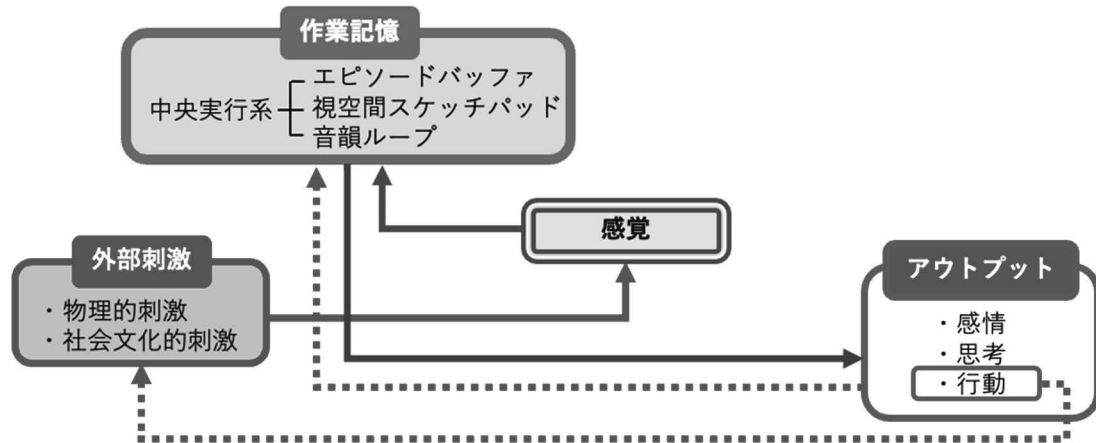 作業記憶
エピソードバッファ
中央実行系
視空間スケッチパッド
音韻ループ
感覚
外部刺激
・物理的刺激
・社会文化的刺激
アウトプット
・感情
・思考
・行動